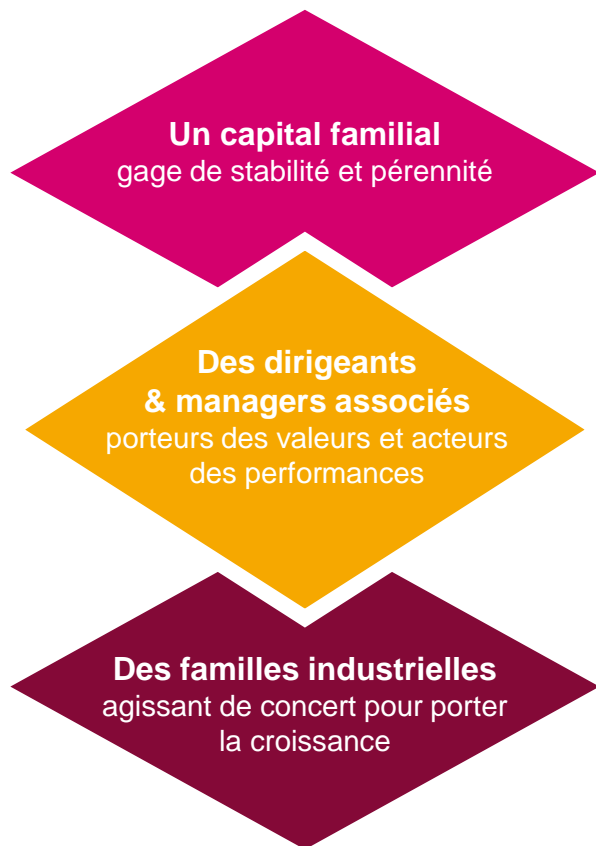 Un capital familial
gage de stabilité et pérennité
Des dirigeants
& managers associés
porteurs des valeurs et acteurs
des performances
Des familles industrielles
agissant de concert pour porter
la croissance